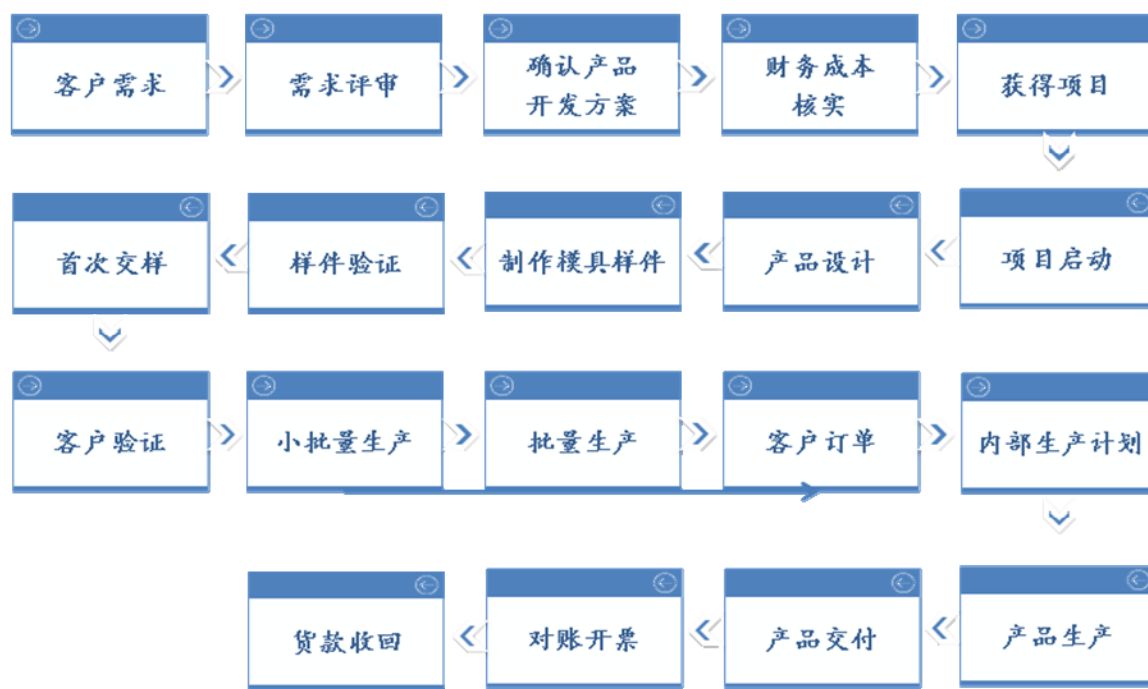 客户需求
需求评审
确认产品
开发方案
财务成本
核实
获得项目
项目启动
产品设计
制作模具样件
样件验证
首次交样
客户验证
小批量生产
批量生产
客户订单
内部生产计划
产品生产
产品交付
对账开票
货款收回